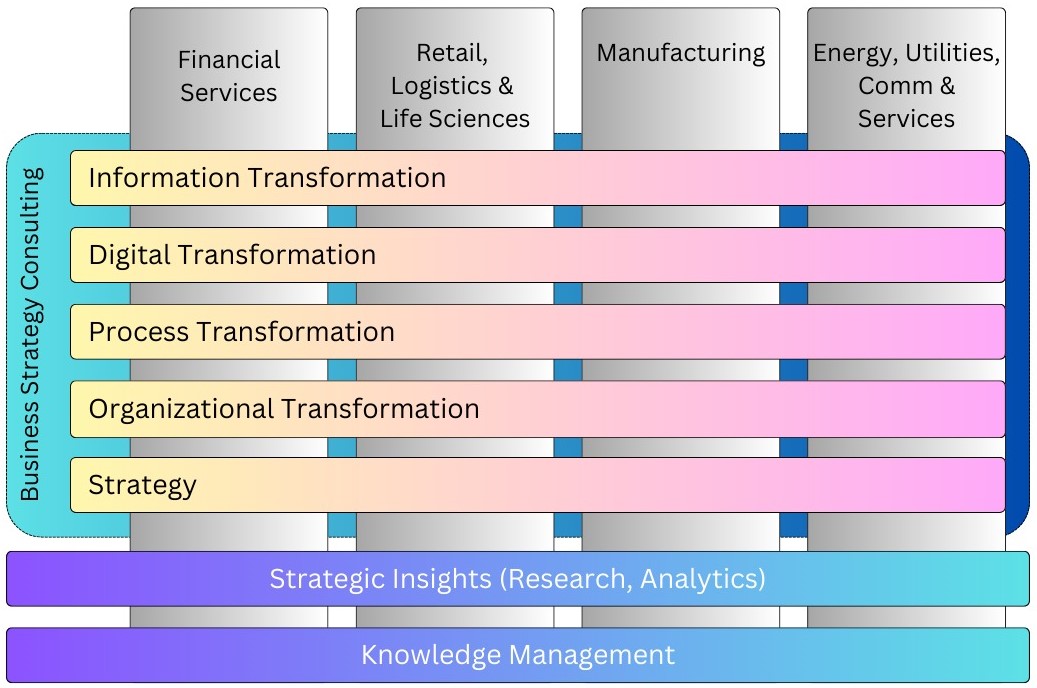 Financial
Services
Retail,
Logistics &
Life Sciences
Manufacturing
Energy, Utilities,
Comm &
Services
Business Strategy Consulting
Information Transformation
Digital Transformation
Process Transformation
Organizational Transformation
Strategy
Strategic Insights (Research, Analytics)
Knowledge Management